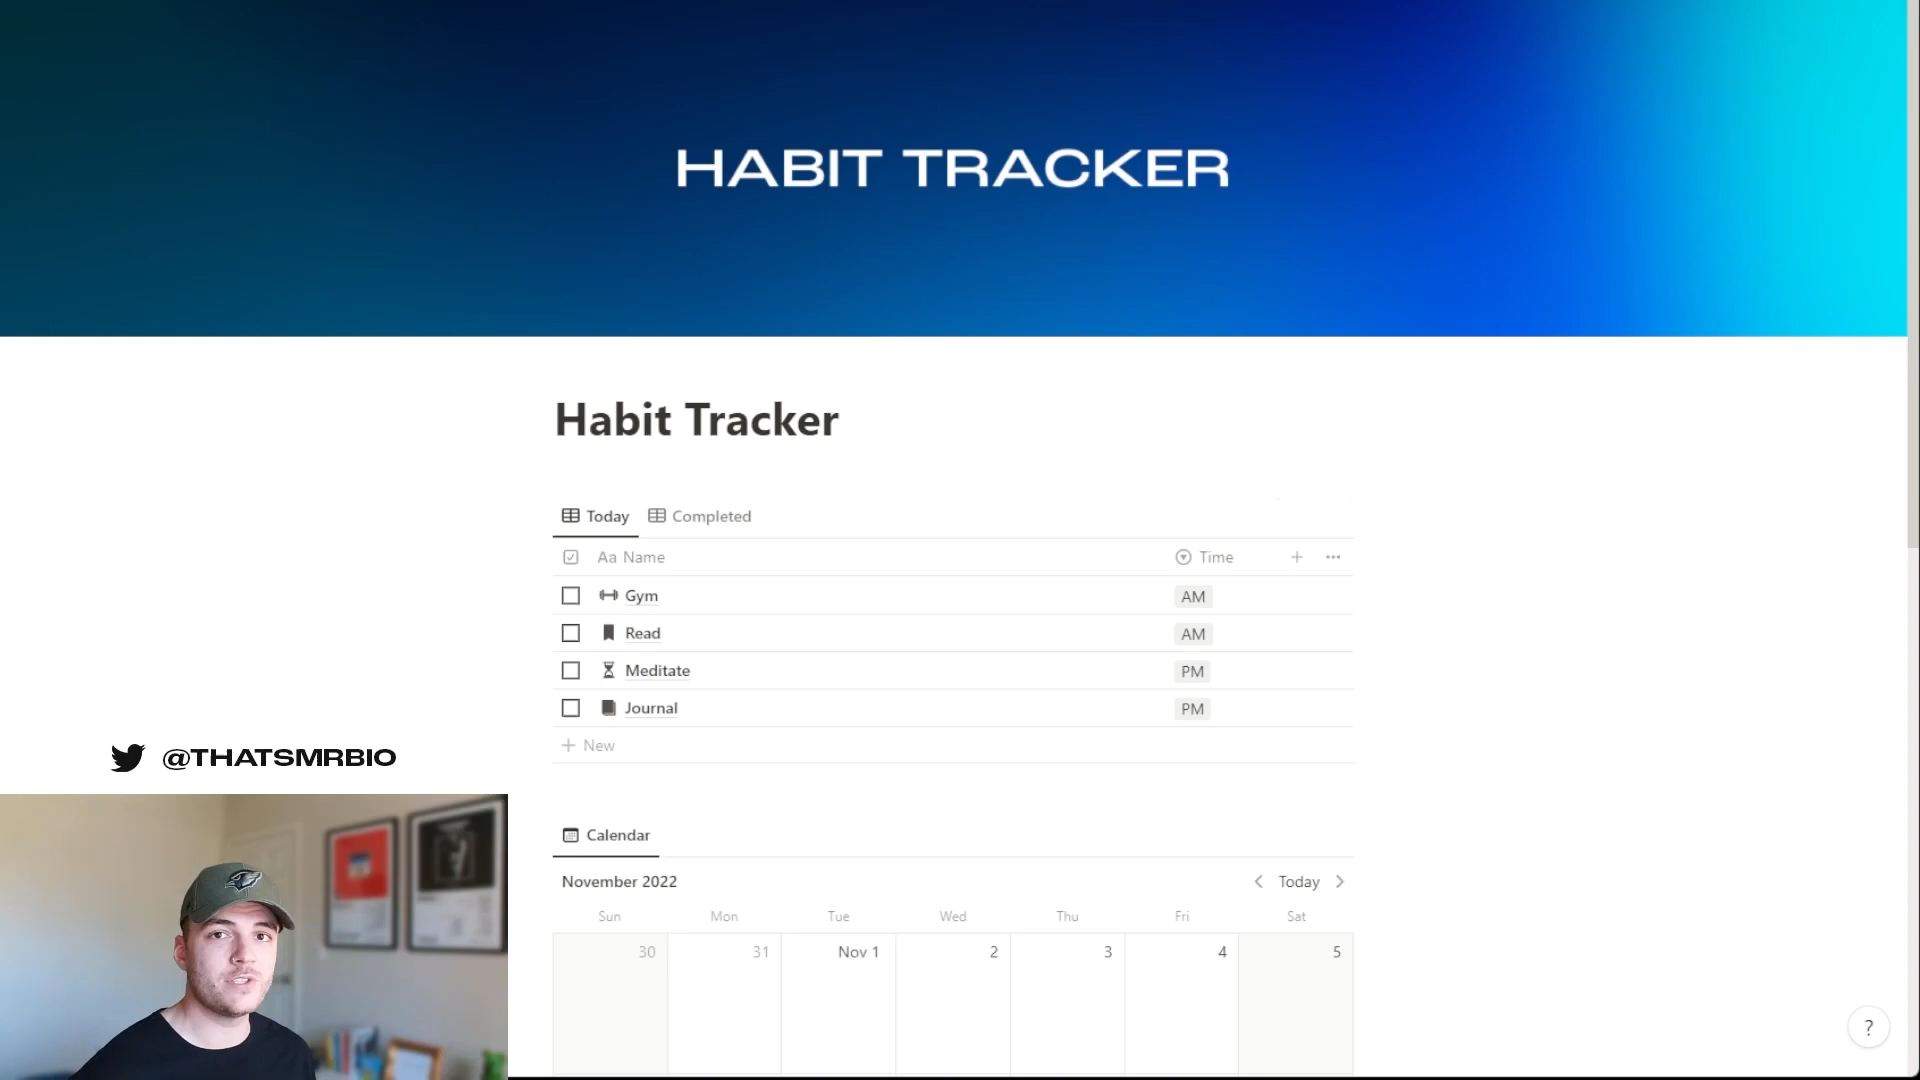 HABIT TRACKER
Habit Tracker
Today Completed
Aa Name Time
Gym AM
Read AM
Meditate PM
Journal PM
New
@THATSMRBIO
Calendar
November 2022 Today
Sun Mon Tue Wed Thu Fri Sat
30 31 Nov 1 2 3 4 5
?